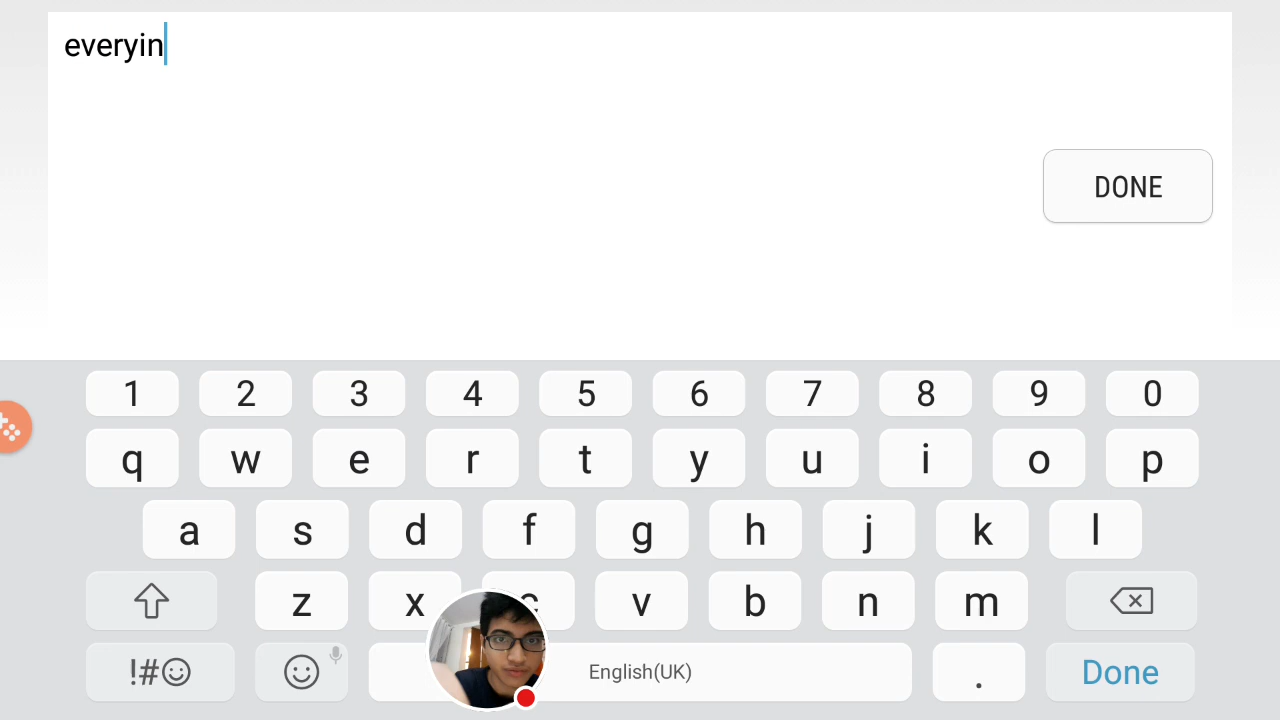 everyin
DONE
1 2 3 4 5 6 7 8 9 0
q w e r t y u i o p
a s d f g h j k l
z x c v b n m
!#
English(UK)
.
Done